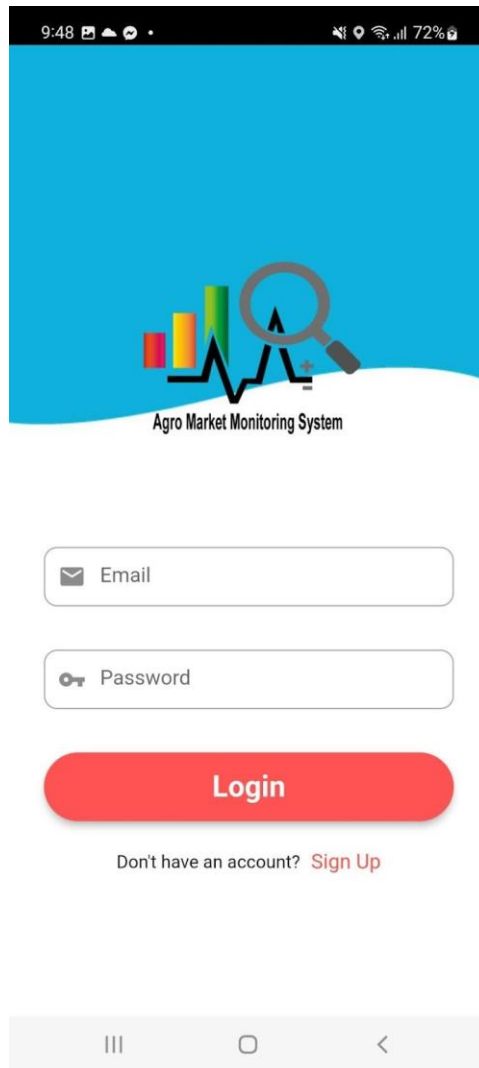 9:48
72%
Agro Market Monitoring System
Email
Password
Login
Don't have an account? Sign Up